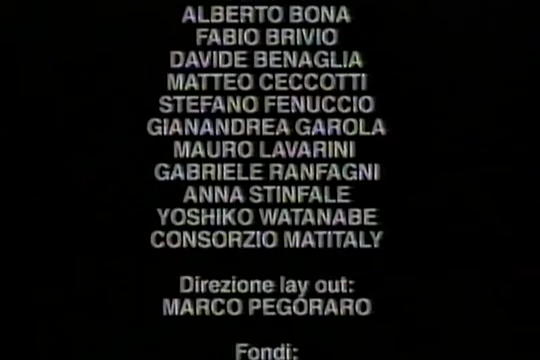 ALBERTO BONA
FABIO BRIVIO
DAVIDE BENAGLIA
MATTEO CECCOTTI
STEFANO FENUCCIO
GIANANDREA GAROLA
MAURO LAVARINI
GABRIELE RANFAGNI
ANNA STINFALE
YOSHIKO WATANABE
CONSORZIO MATITALY
Direzione lay out:
MARCO PEGORARO
Fondi: